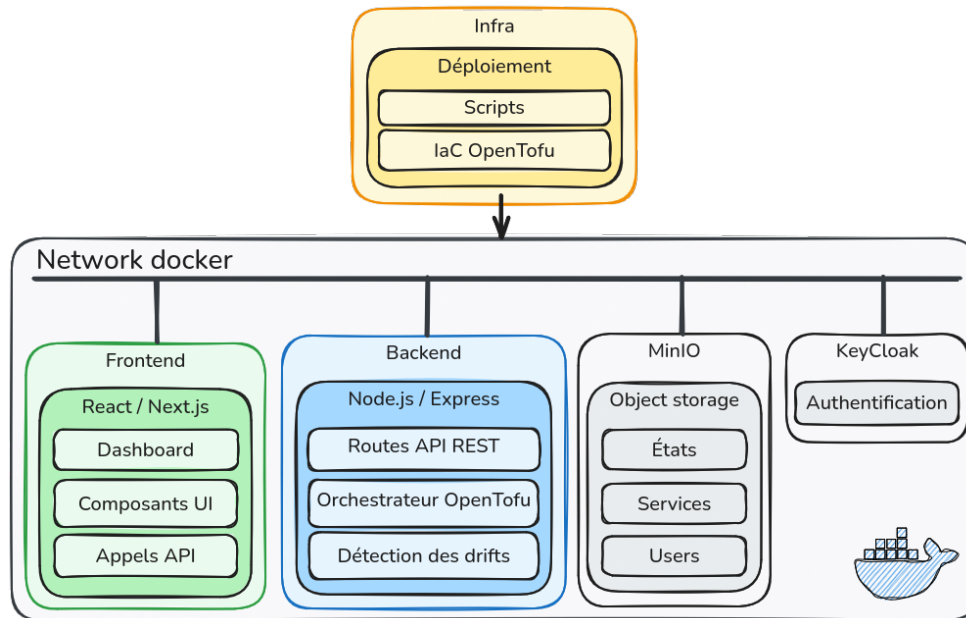 Infra
Déploiement
Scripts
IaC OpenTofu
Network docker
Frontend
React / Next.js
Dashboard
Composants UI
Appels API
Backend
Node.js / Express
Routes API REST
Orchestrateur OpenTofu
Détection des drifts
MinIO
Object storage
États
Services
Users
KeyCloak
Authentification